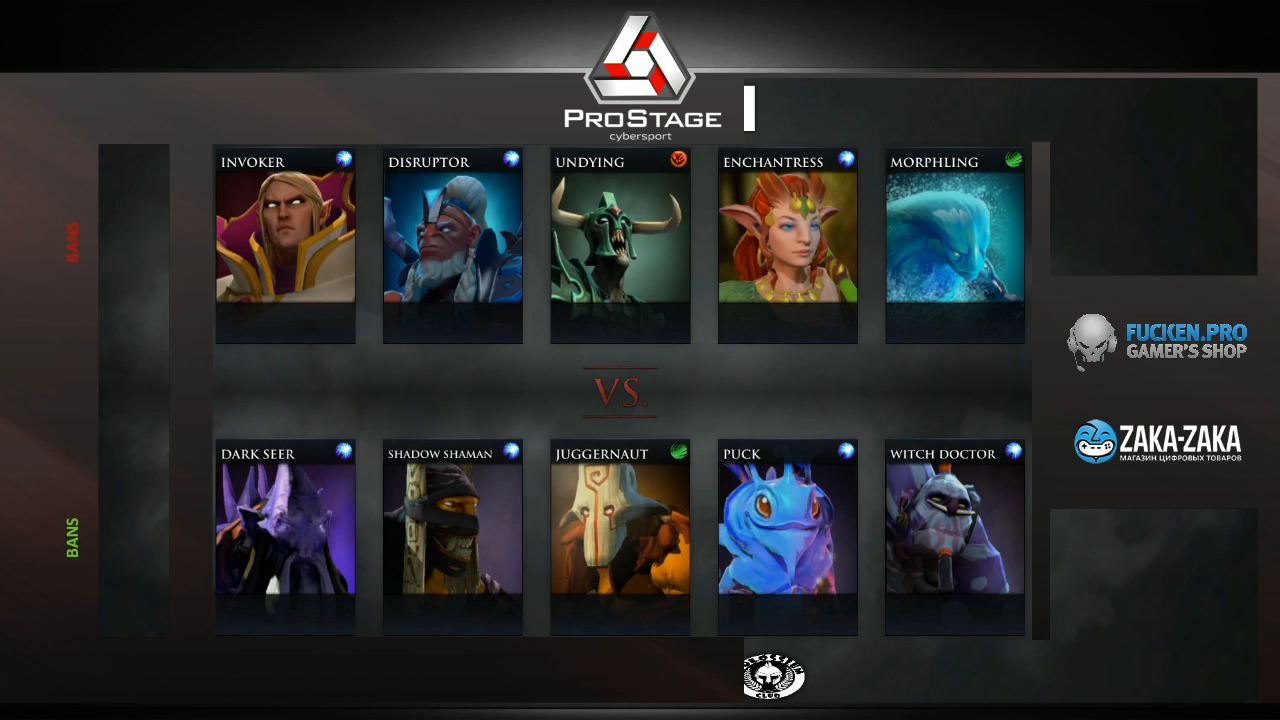 PROSTAGE
cybersport
INVOKER
DISRUPTOR
UNDYING
ENCHANTRESS
MORPHLING
BANS
FUCKEN.PRO
GAMER'S SHOP
VS.
ZAKA-ZAKA
МАГАЗИН ЦИФРОВЫХ ТОВАРОВ
DARK SEER
SHADOW SHAMAN
JUGGERNAUT
PUCK
WITCH DOCTOR
BANS
CLUB